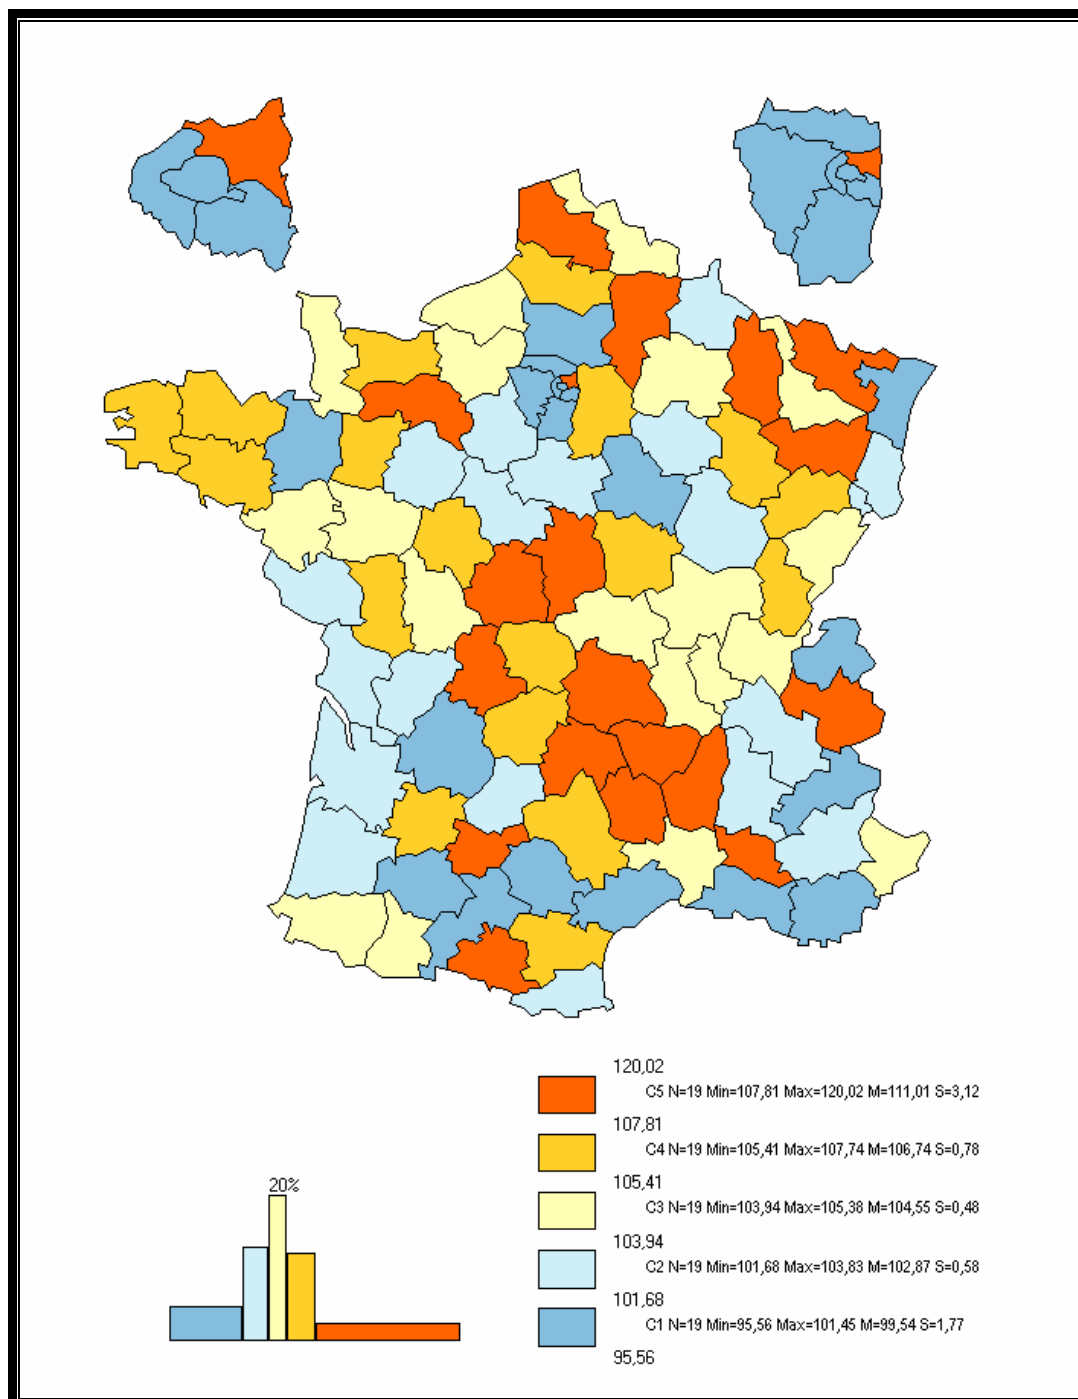 120,02
C5 N=19 Min=107,81 Max=120,02 M=111,01 S=3,12
107,81
C4 N=19 Min=105,41 Max=107,74 M=106,74 S=0,78
105,41
C3 N=19 Min=103,94 Max=105,38 M=104,55 S=0,48
103,94
C2 N=19 Min=101,68 Max=103,83 M=102,87 S=0,58
101,68
C1 N=19 Min=95,56 Max=101,45 M=99,54 S=1,77
95,56
20%